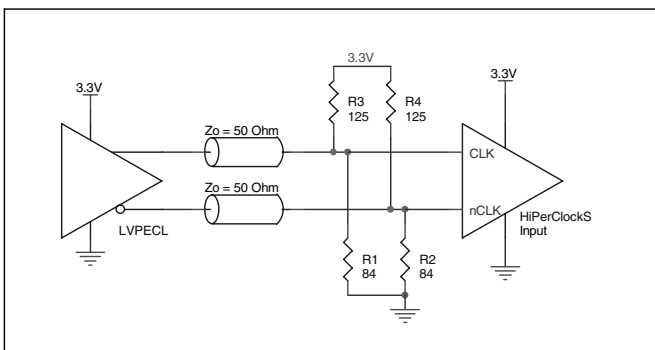 3.3V
3.3V
3.3V
R3
125
R4
125
Zo = 50 Ohm
CLK
Zo = 50 Ohm
nCLK
LVPECL
HiPerClockS
Input
R1
84
R2
84